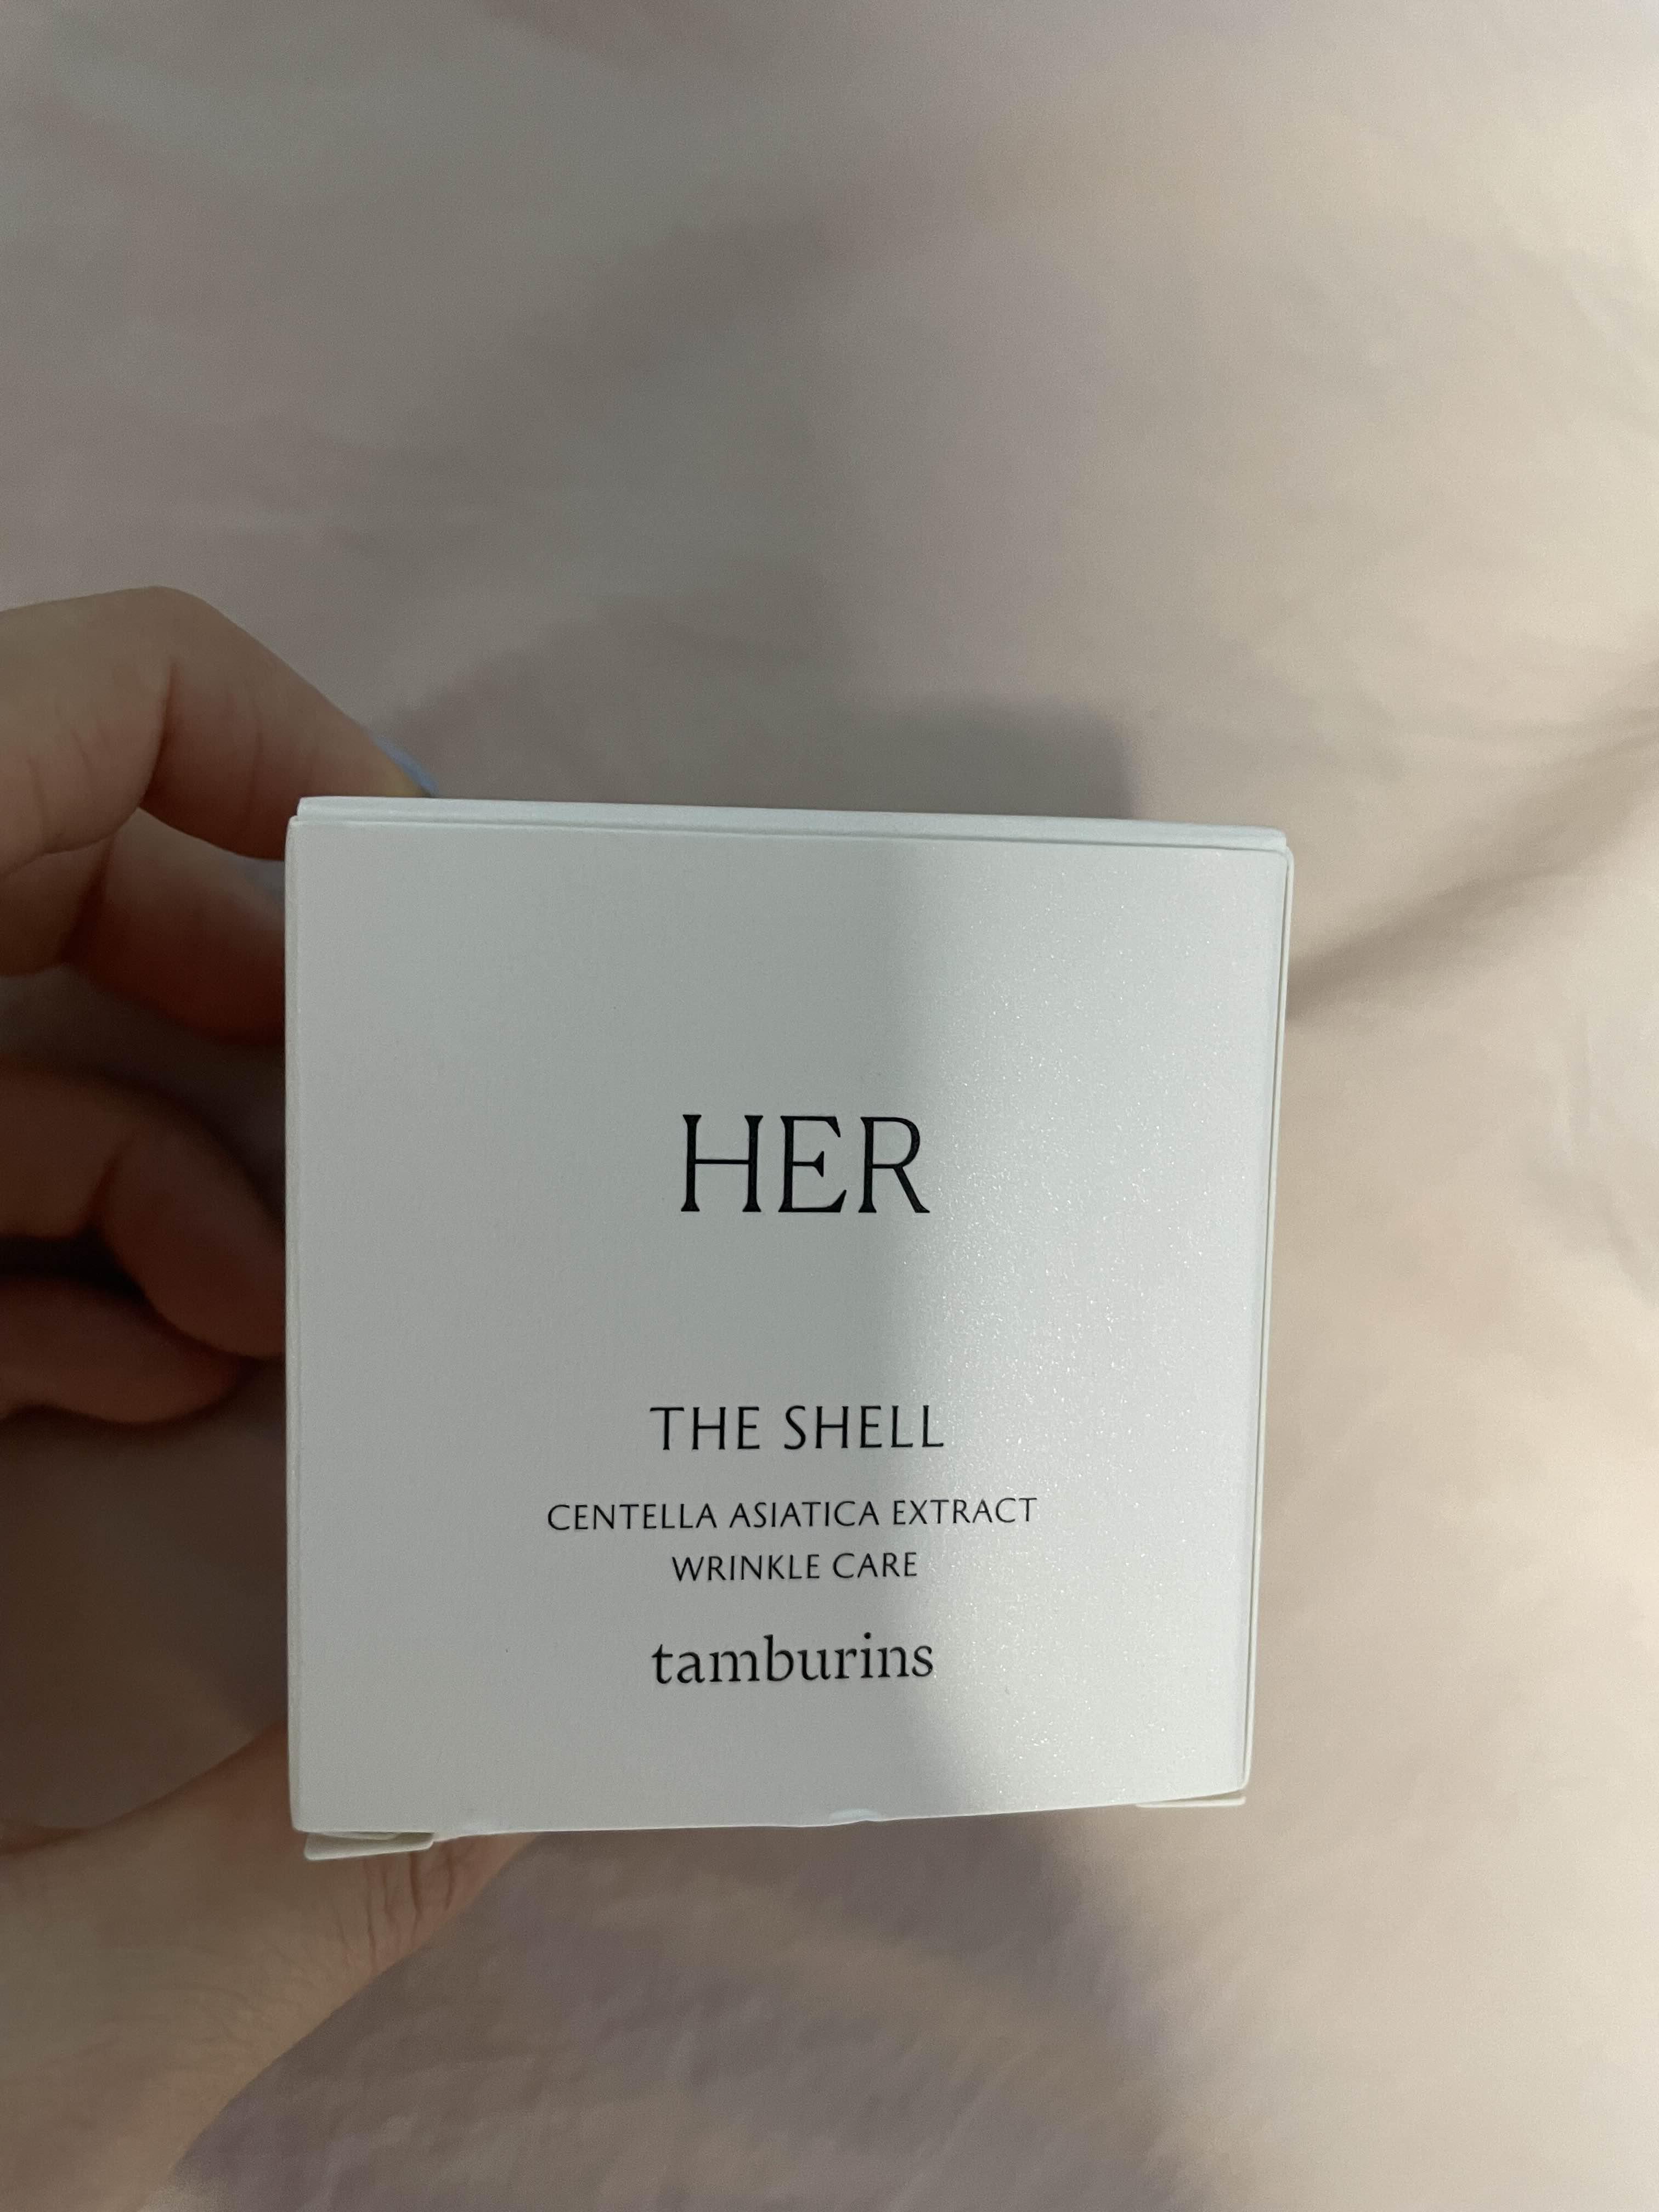 HER
THE SHELL
CENTELLA ASIATICA EXTRACT
WRINKLE CARE
tamburins